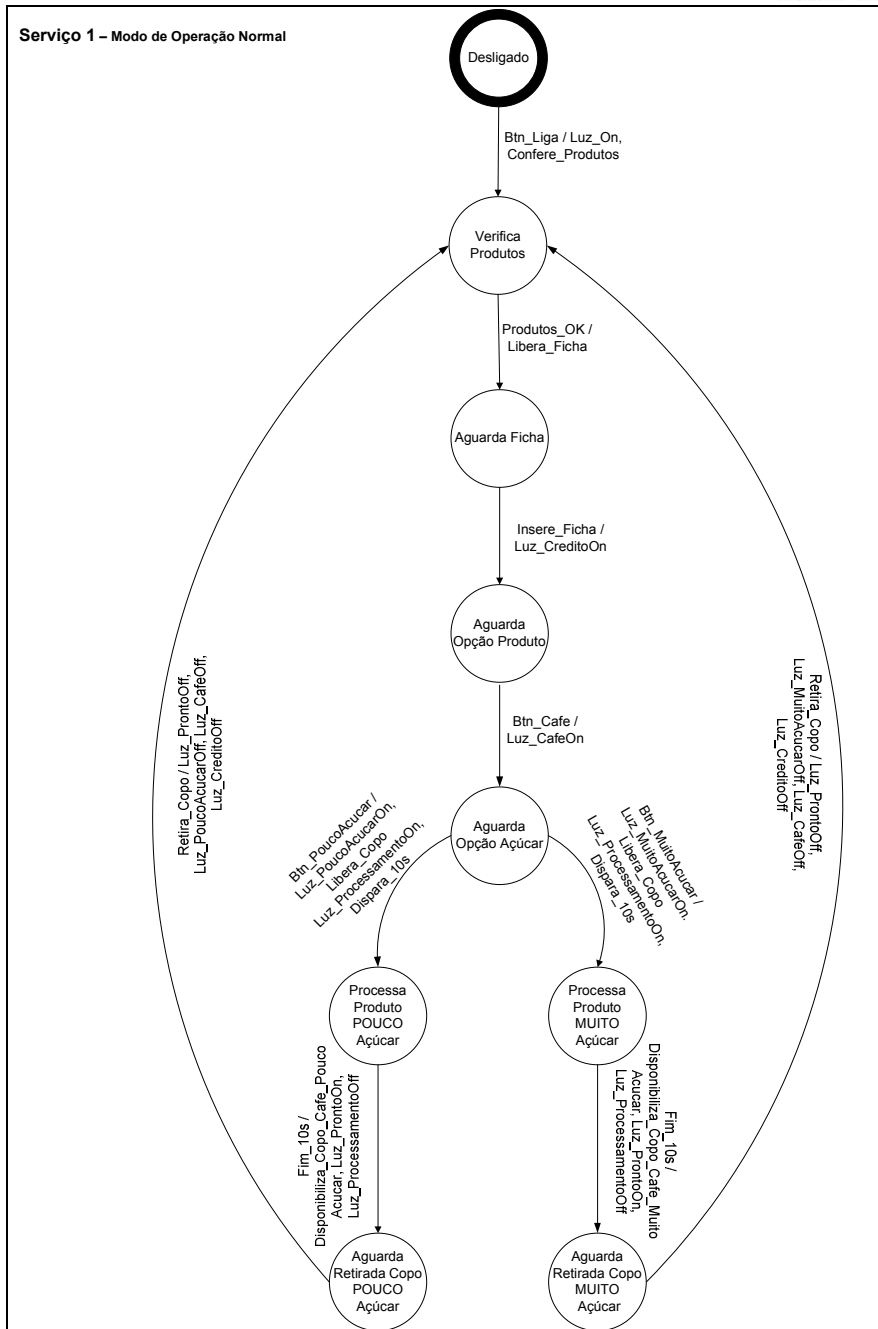 Serviço 1 – Modo de Operação Normal
Desligado
Btn_Liga / Luz_On,
Confere_Produtos
Verifica
Produtos
Produtos_OK /
Libera_Ficha
Aguarda Ficha
Insere_Ficha /
Luz_CreditoOn
Aguarda
Opção Produto
Btn_Cafe /
Luz_CafeOn
Retira_Copo / Luz_ProntoOff,
Luz_PoucoAcucarOff, Luz_CafeOff,
Luz_CreditoOff
Retira_Copo / Luz_ProntoOff,
Luz_MuitoAcucarOff, Luz_CafeOff,
Luz_CreditoOff
Aguarda
Opção Açúcar
Btn_PoucoAcucar /
Luz_PoucoAcucarOn,
Libera_Copo
Luz_ProcessamentoOn,
Dispara_10s
Btn_MuitoAcucar /
Luz_MuitoAcucarOn.
Libera_Copo
Luz_ProcessamentoOn,
Dispara_10s
Processa
Produto
POUCO
Açúcar
Processa
Produto
MUITO
Açúcar
Fim_10s /
Disponibiliza_Copo_Cafe_Pouco
Acucar, Luz_ProntoOn,
Luz_ProcessamentoOff
Fim_10s /
Disponibiliza_Copo_Cafe_Muito
Acucar, Luz_ProntoOn,
Luz_ProcessamentoOff
Aguarda
Retirada Copo
POUCO
Açúcar
Aguarda
Retirada Copo
MUITO
Açúcar